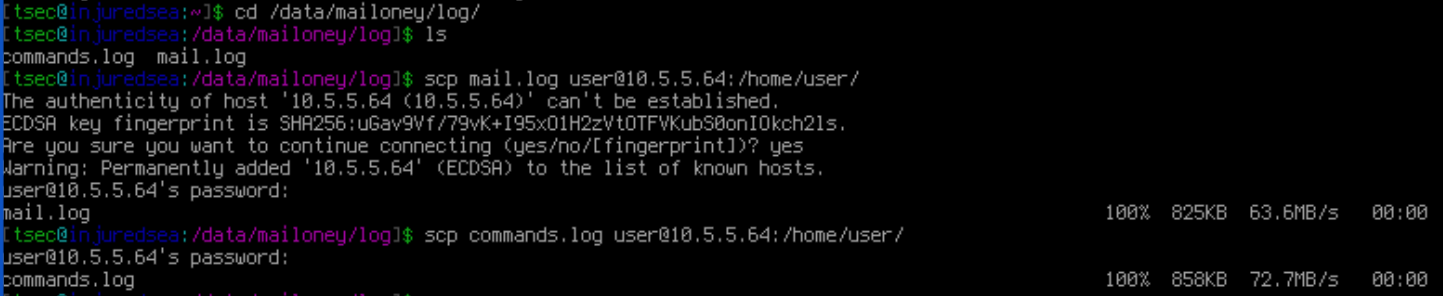 [tsec@injuredsea:~]$ cd /data/mailoney/log/
[tsec@injuredsea:/data/mailoney/log]$ ls
commands.log  mail.log
[tsec@injuredsea:/data/mailoney/log]$ scp mail.log user@10.5.5.64:/home/user/
The authenticity of host '10.5.5.64 (10.5.5.64)' can't be established.
ECDSA key fingerprint is SHA256:uGav9Vf/79vK+I95xO1H2zVtOTFVKubS0onIOkch2ls.
Are you sure you want to continue connecting (yes/no/[fingerprint])? yes
Warning: Permanently added '10.5.5.64' (ECDSA) to the list of known hosts.
user@10.5.5.64's password:
mail.log 100% 825KB 63.6MB/s 00:00
[tsec@injuredsea:/data/mailoney/log]$ scp commands.log user@10.5.5.64:/home/user/
user@10.5.5.64's password:
commands.log 100% 858KB 72.7MB/s 00:00